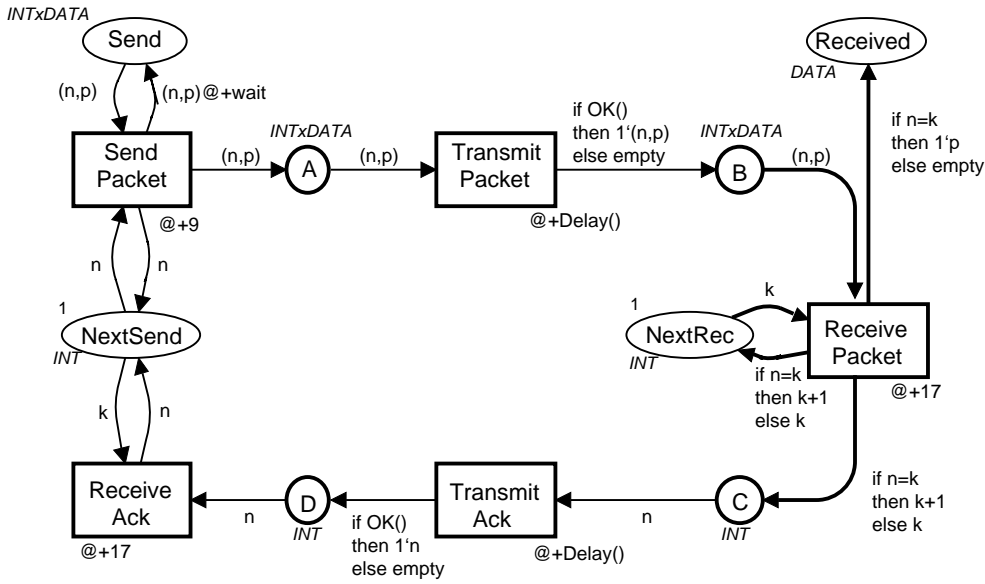 INTxDATA
Send
(n,p)
(n,p)@+wait
Received
DATA
if n=k
then 1‘p
else empty
Send
Packet
@+9
(n,p)
INTxDATA
A
(n,p)
Transmit
Packet
@+Delay()
if OK()
then 1‘(n,p)
else empty
INTxDATA
B
(n,p)
n
n
1
NextSend
INT
1
NextRec
INT
k
if n=k
then k+1
else k
Receive
Packet
@+17
k
n
Receive
Ack
@+17
n
D
INT
if OK()
then 1‘n
else empty
Transmit
Ack
@+Delay()
n
C
INT
if n=k
then k+1
else k